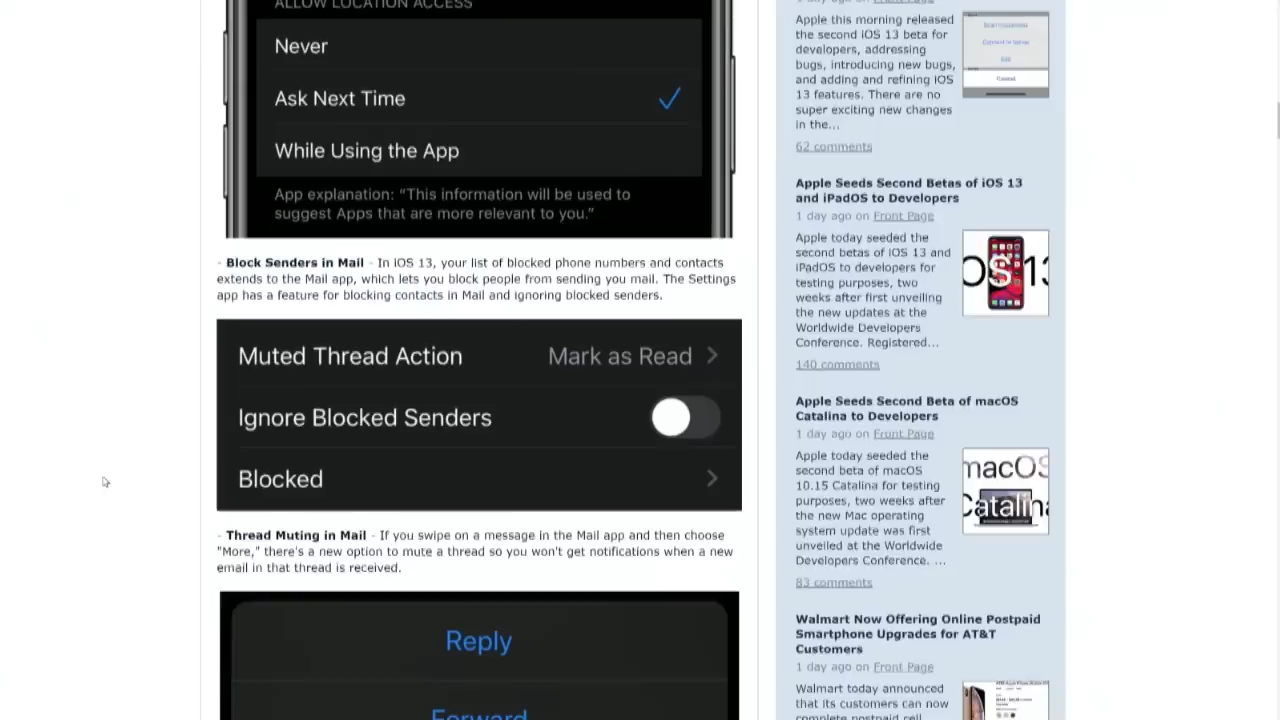 ALLOW LOCATION ACCESS
Never
Ask Next Time
While Using the App
App explanation: “This information will be used to
suggest Apps that are more relevant to you.”
- Block Senders in Mail - In iOS 13, your list of blocked phone numbers and contacts
extends to the Mail app, which lets you block people from sending you mail. The Settings
app has a feature for blocking contacts in Mail and ignoring blocked senders.
Muted Thread Action Mark as Read
Ignore Blocked Senders
Blocked
- Thread Muting in Mail - If you swipe on a message in the Mail app and then choose
"More," there's a new option to mute a thread so you won't get notifications when a new
email in that thread is received.
Reply
Forward
1 day ago on Front Page
Apple this morning released
the second iOS 13 beta for
developers, addressing
bugs, introducing new bugs,
and adding and refining iOS
13 features. There are no
super exciting new changes
in the...
62 comments
Apple Seeds Second Betas of iOS 13
and iPadOS to Developers
1 day ago on Front Page
Apple today seeded the
second betas of iOS 13 and
iPadOS to developers for
testing purposes, two
weeks after first unveiling
the new updates at the
Worldwide Developers
Conference. Registered...
OS 13
140 comments
Apple Seeds Second Beta of macOS
Catalina to Developers
1 day ago on Front Page
Apple today seeded the
second beta of macOS
10.15 Catalina for testing
purposes, two weeks after
the new Mac operating
system update was first
unveiled at the Worldwide
Developers Conference. ...
macOS
Catalina
83 comments
Walmart Now Offering Online Postpaid
Smartphone Upgrades for AT&T
Customers
1 day ago on Front Page
Walmart today announced
that its customers can now
complete postpaid cell